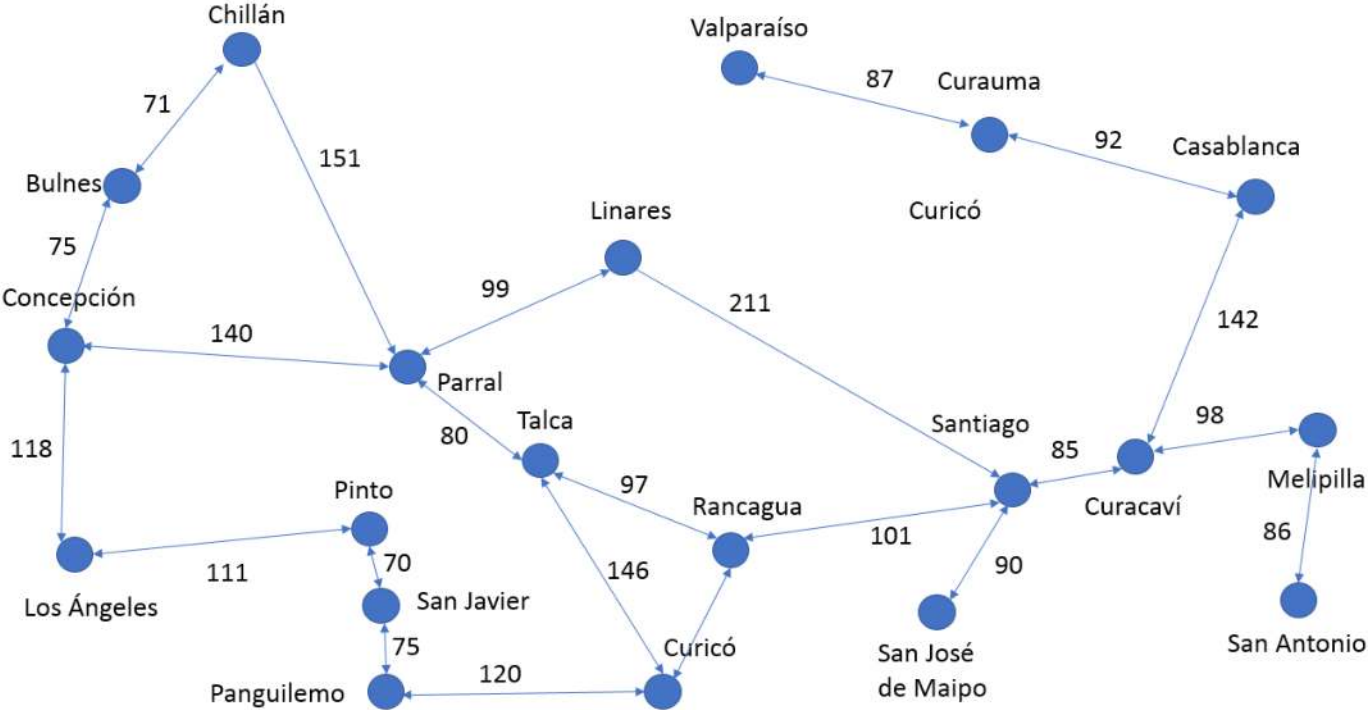 Chillán
Valparaíso
87
Curauma
71
92
Casablanca
151
Bulnes
Linares
Curicó
75
Concepción
99
211
140
142
Parral
Talca
Santiago
98
118
80
85
Pinto
97
Rancagua
Curacaví
Melipilla
101
86
70
146
90
111
Los Ángeles
San Javier
75
Curicó
San José
de Maipo
San Antonio
120
Panguilemo